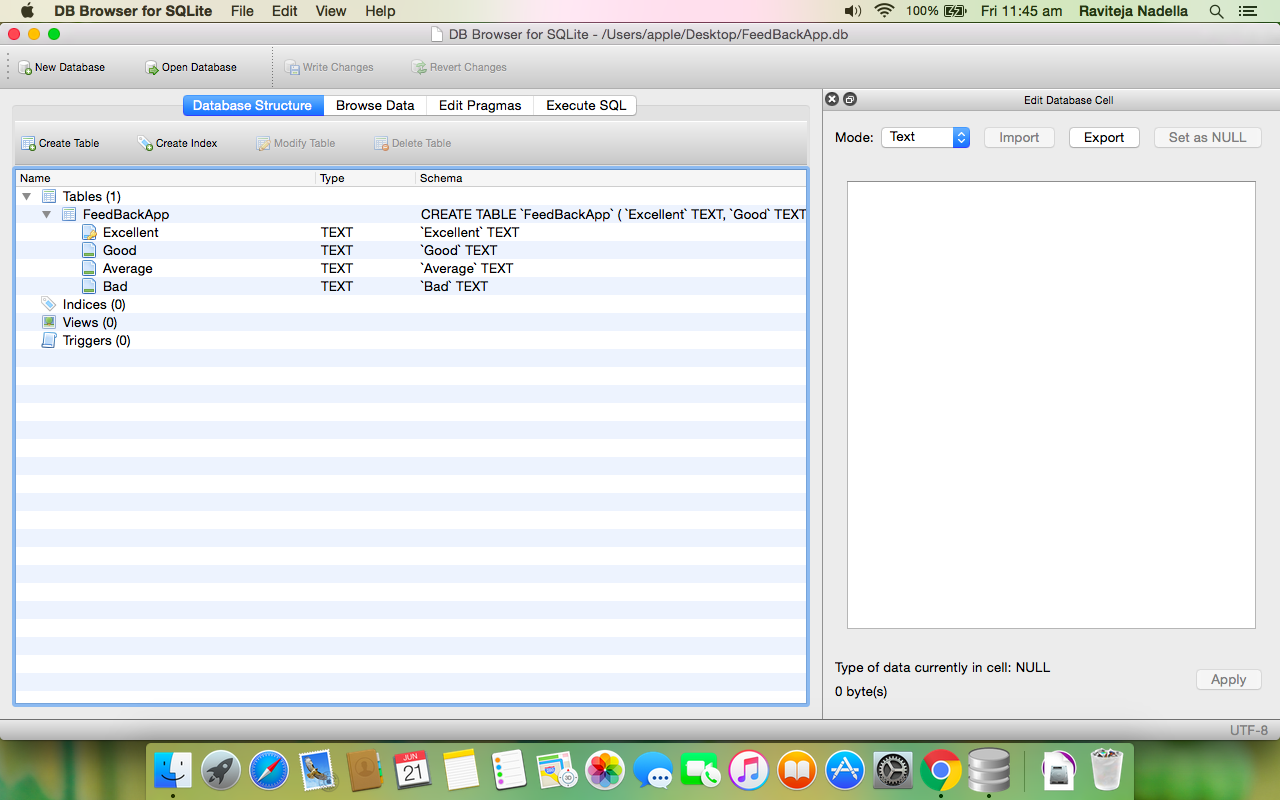 DB Browser for SQLite File Edit View Help 100% Fri 11:45 am Raviteja Nadella
DB Browser for SQLite - /Users/apple/Desktop/FeedBackApp.db
New Database Open Database Write Changes Revert Changes
Database Structure Browse Data Edit Pragmas Execute SQL
Create Table Create Index Modify Table Delete Table
Name Type Schema
Tables (1)
FeedBackApp CREATE TABLE `FeedBackApp` ( `Excellent` TEXT, `Good` TEXT
Excellent TEXT `Excellent` TEXT
Good TEXT `Good` TEXT
Average TEXT `Average` TEXT
Bad TEXT `Bad` TEXT
Indices (0)
Views (0)
Triggers (0)
Edit Database Cell
Mode: Text Import Export Set as NULL
Type of data currently in cell: NULL
0 byte(s)
Apply
UTF-8
JUN
21